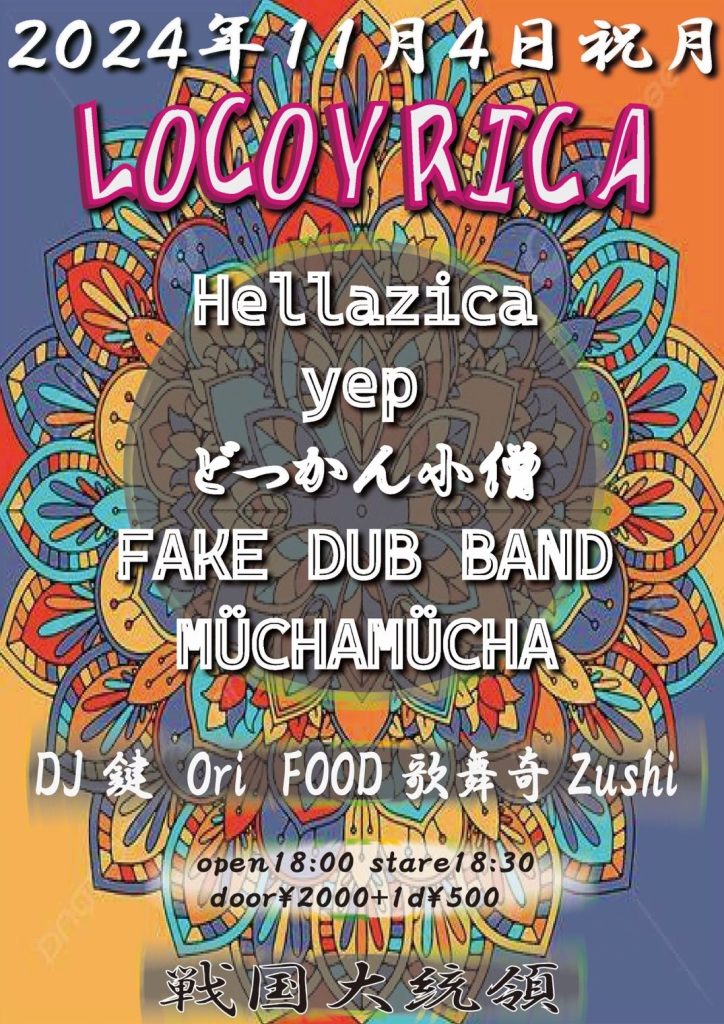 2024年11月4日祝月
LOCOYRICA
Hellazica
yep
どっかん小僧
FAKE DUB BAND
MÜCHAMÜCHA
DJ 鍵 Ori FOOD 歌舞奇 Zushi
open18:00 stare18:30
door¥2000+1d¥500
戦国大統領